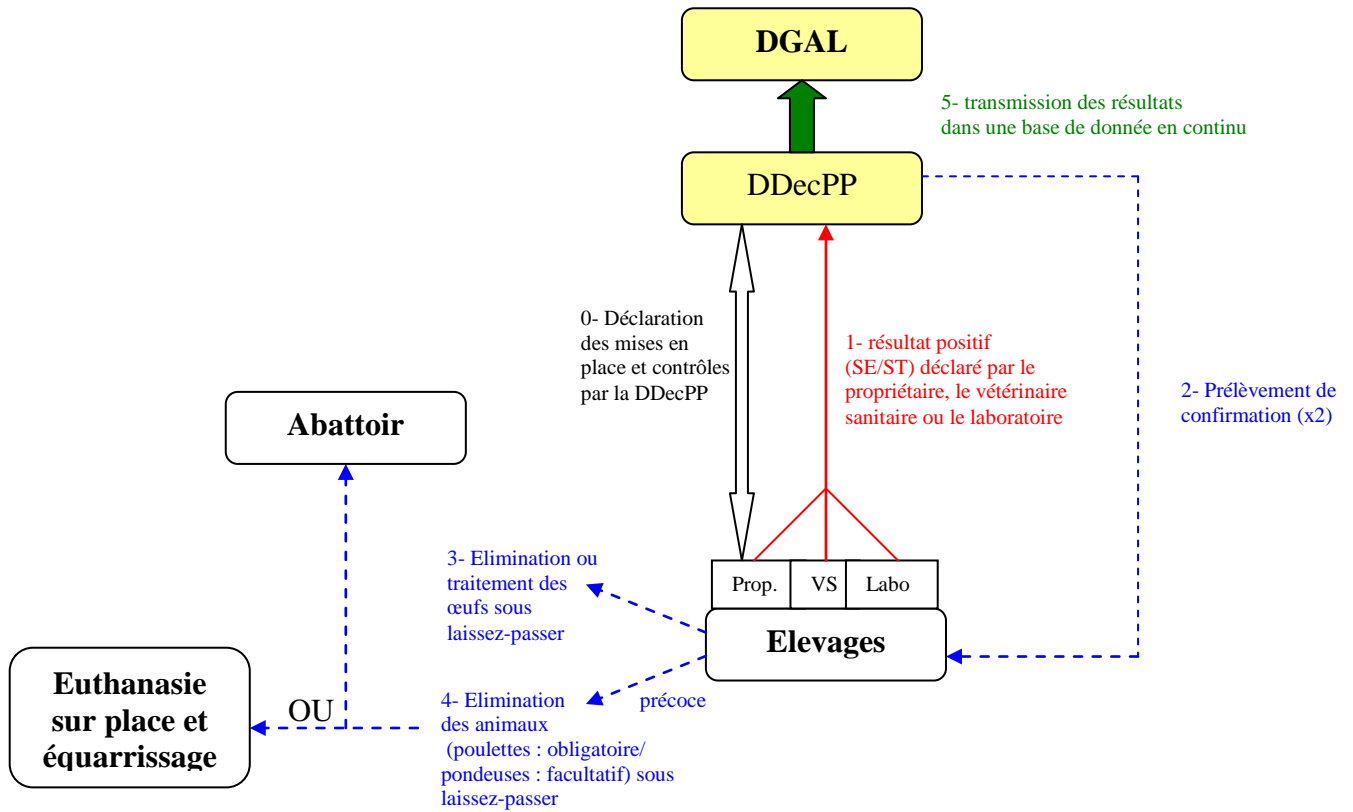 DGAL
5- transmission des résultats
dans une base de donnée en continu
DDecPP
0- Déclaration
des mises en
place et contrôles
par la DDecPP
1- résultat positif
(SE/ST) déclaré par le
propriétaire, le vétérinaire
sanitaire ou le laboratoire
2- Prélèvement de
confirmation (x2)
Abattoir
3- Elimination ou
traitement des
œufs sous
laissez-passer
Prop.
VS
Labo
Elevages
Euthanasie
sur place et
équarrissage
OU
4- Elimination précoce
des animaux
(poulettes : obligatoire/
pondeuses : facultatif) sous
laissez-passer